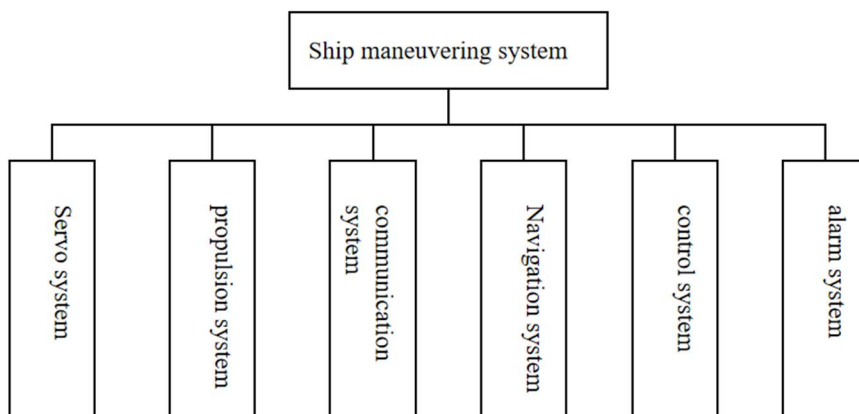 Ship maneuvering system
Servo system
propulsion system
communication
system
Navigation system
control system
alarm system